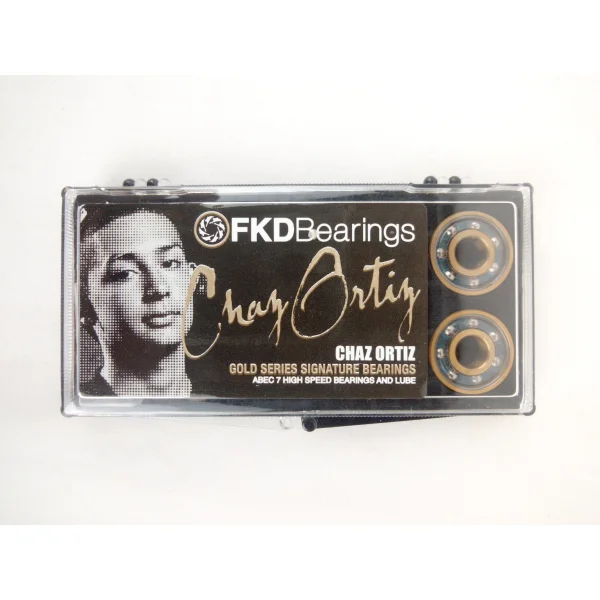 FKDBearings
Chaz Ortiz
CHAZ ORTIZ
GOLD SERIES SIGNATURE BEARINGS
ABEC 7 HIGH SPEED BEARINGS AND LUBE